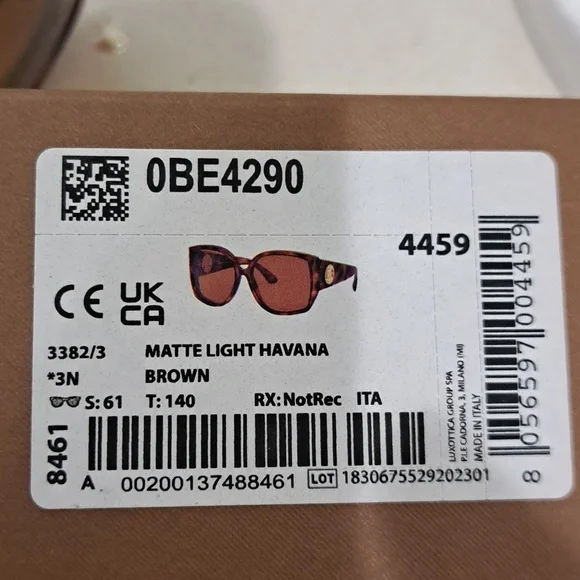 0BE4290
4459
CE UK CA
3382/3 MATTE LIGHT HAVANA
*3N BROWN
S: 61 T: 140 RX: NotRec ITA
8461
A 00200137488461 LOT 1830675529202301
LUXOTTICA GROUP SPA
P.LE CADORNA, 3, MILANO (MI)
MADE IN ITALY
8 056597 004459